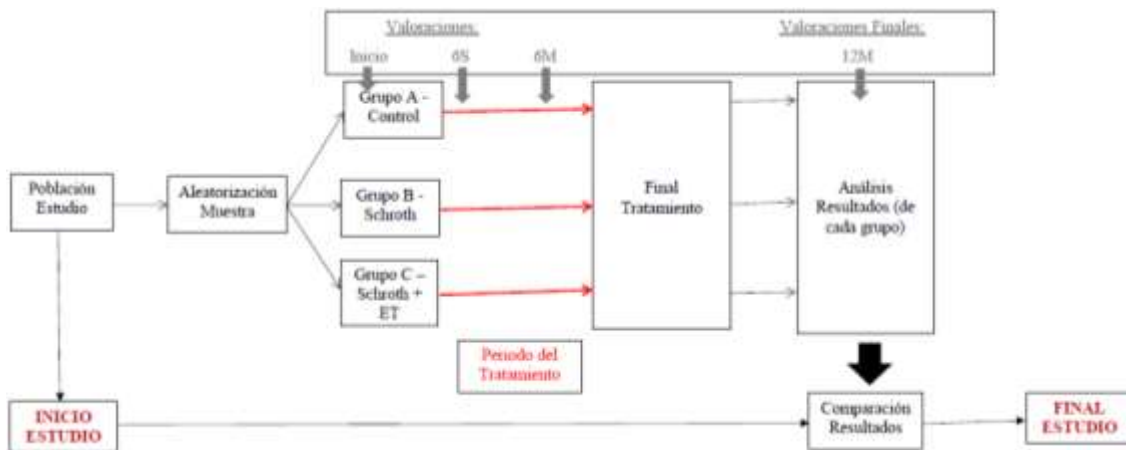 Valoraciones:
Valoraciones Finales:
Inicio
6S
6M
12M
Grupo A -
Control
Población
Estudio
Aleatorización
Muestra
Grupo B -
Schroth
Final
Tratamiento
Análisis
Resultados (de
cada grupo)
Grupo C –
Schroth +
ET
Periodo del
Tratamiento
INICIO
ESTUDIO
Comparación
Resultados
FINAL
ESTUDIO